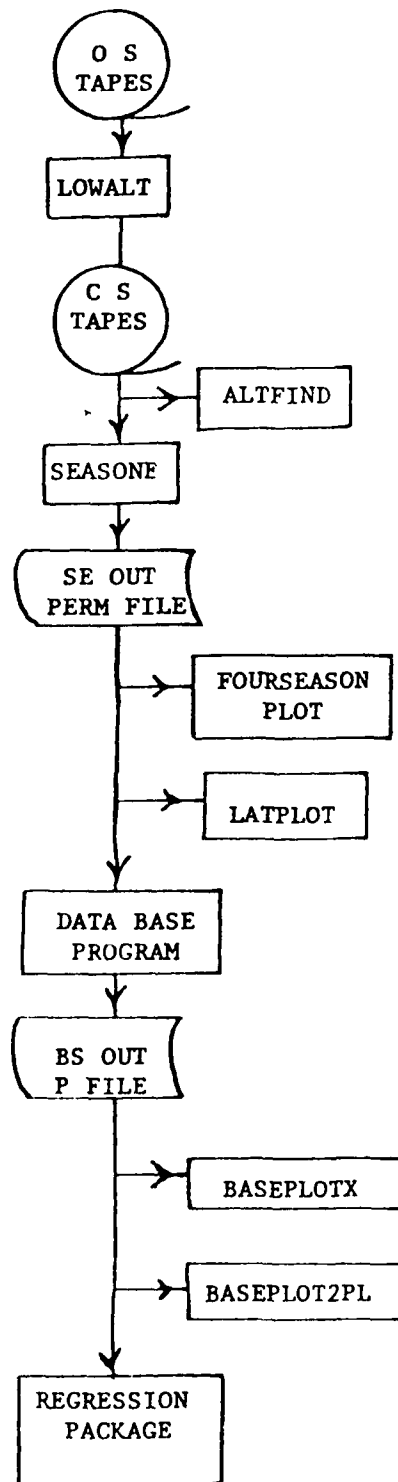 O S
TAPES
LOWALT
C S
TAPES
ALTFIND
SEASONE
SE OUT
PERM FILE
FOURSEASON
PLOT
LATPLOT
DATA BASE
PROGRAM
BS OUT
P FILE
BASEPLOTX
BASEPLOT2PL
REGRESSION
PACKAGE